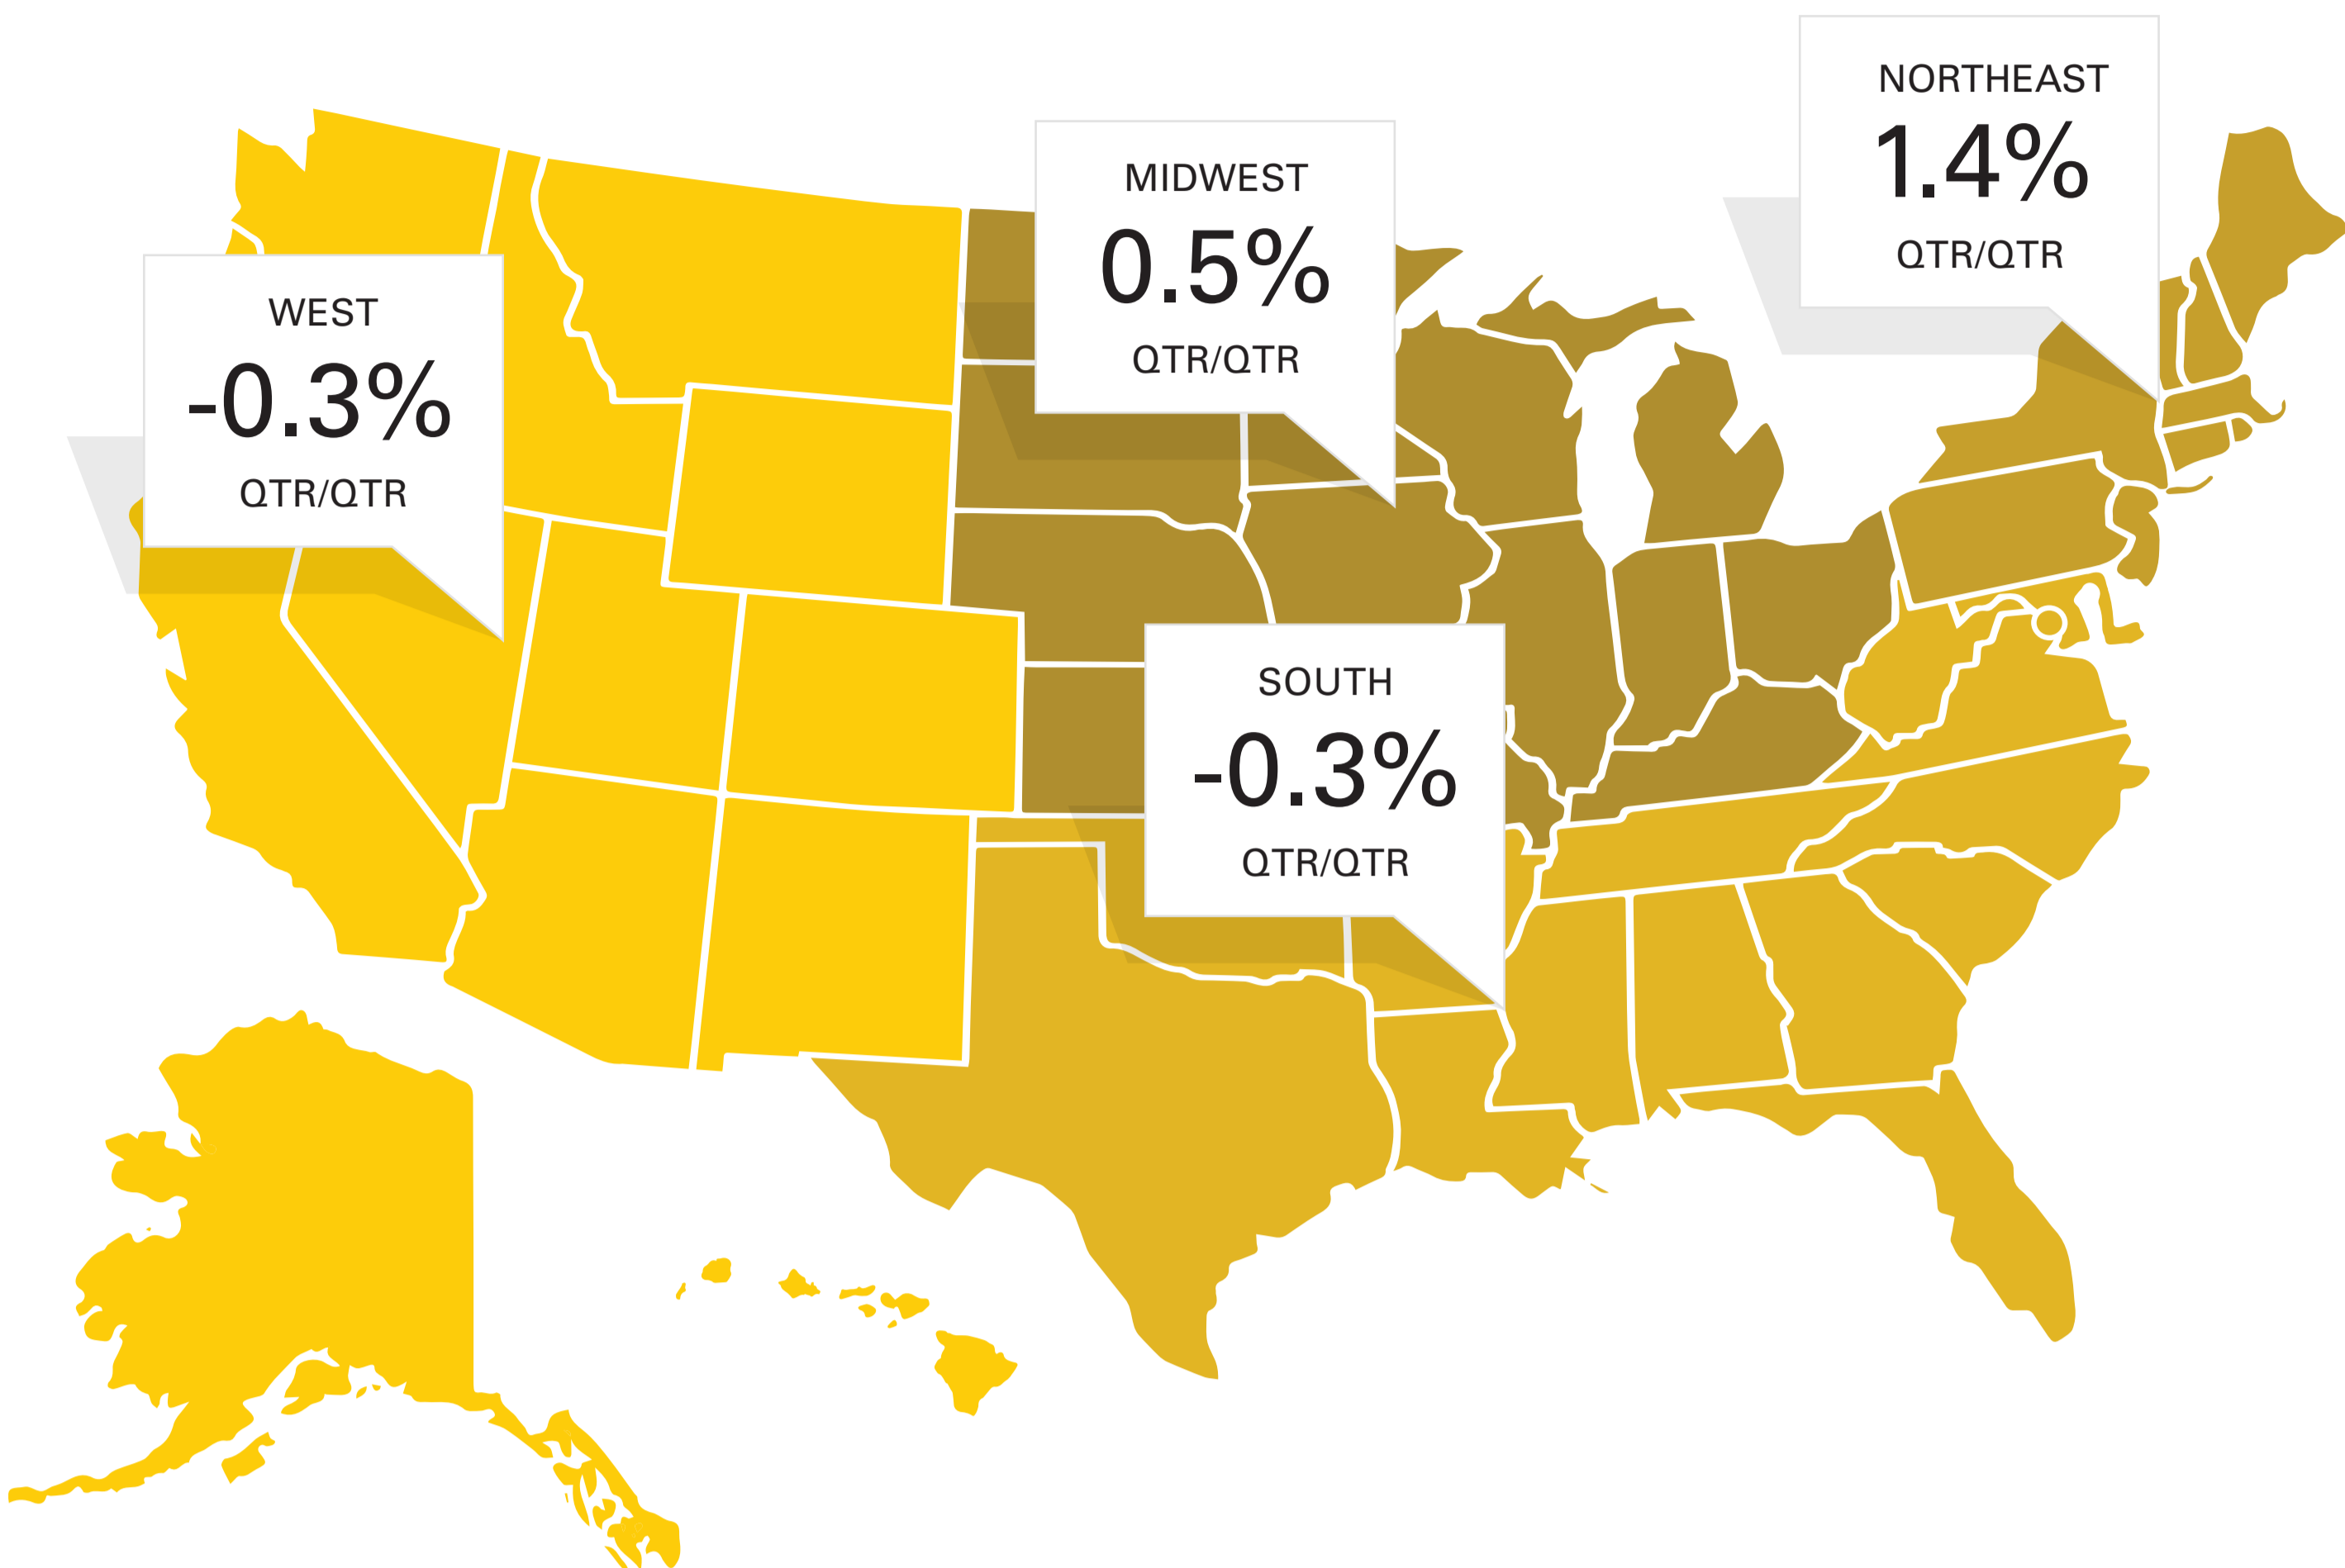 NORTHEAST
1.4%
QTR/QTR
MIDWEST
0.5%
QTR/QTR
WEST
-0.3%
QTR/QTR
SOUTH
-0.3%
QTR/QTR